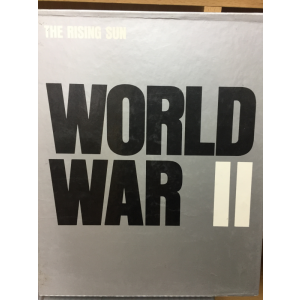 THE RISING SUN
WORLD
WAR II